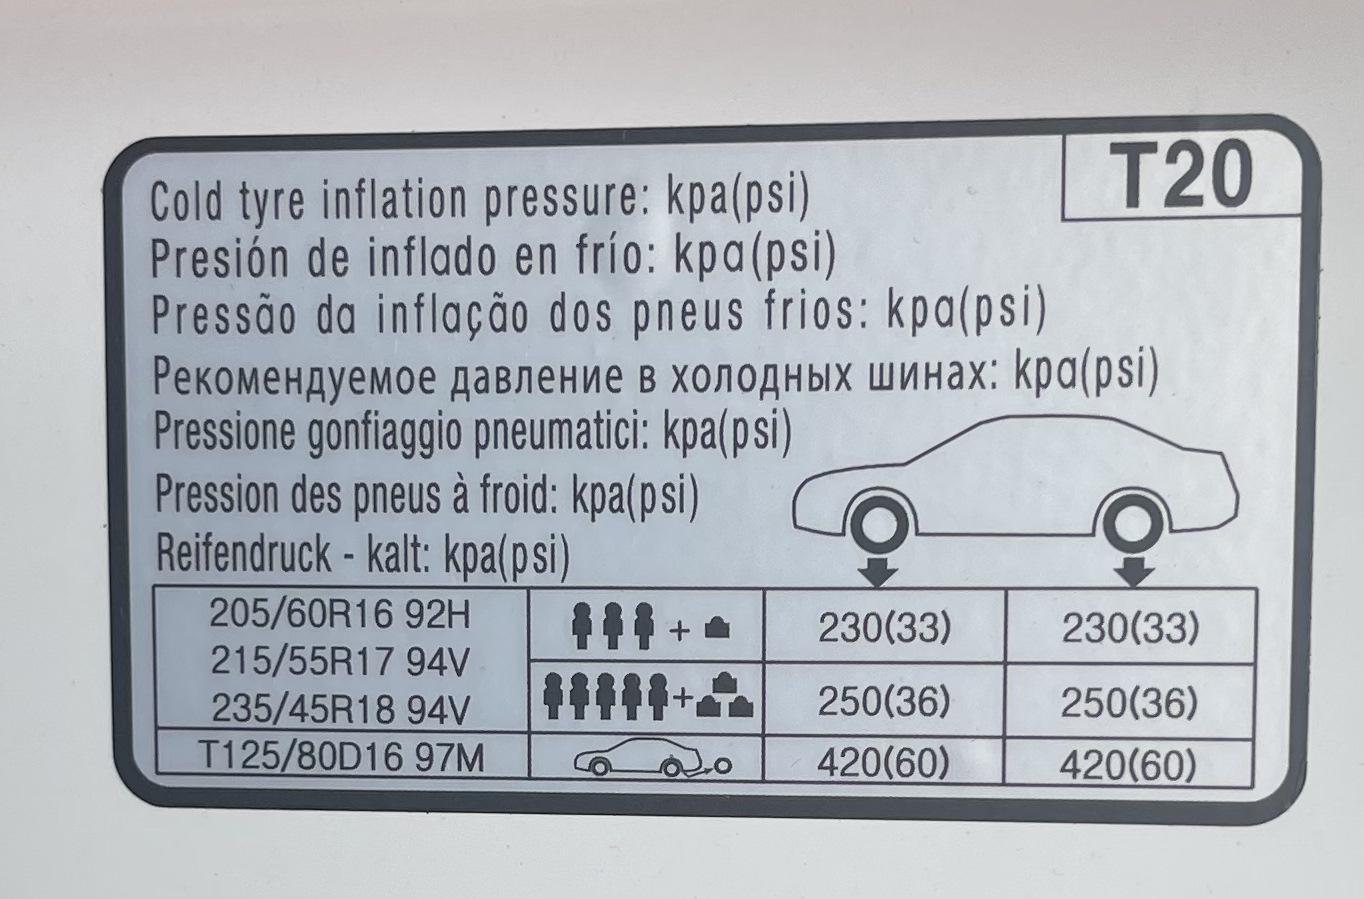 T20
Cold tyre inflation pressure: kpa(psi)
Presión de inflado en frío: kpa(psi)
Pressão da inflação dos pneus frios: kpa(psi)
Рекомендуемое давление в холодных шинах: kpa(psi)
Pressione gonfiaggio pneumatici: kpa(psi)
Pression des pneus à froid: kpa(psi)
Reifendruck - kalt: kpa(psi)
205/60R16 92H
215/55R17 94V
235/45R18 94V
+ 230(33) 230(33)
+ 250(36) 250(36)
T125/80D16 97M 420(60) 420(60)